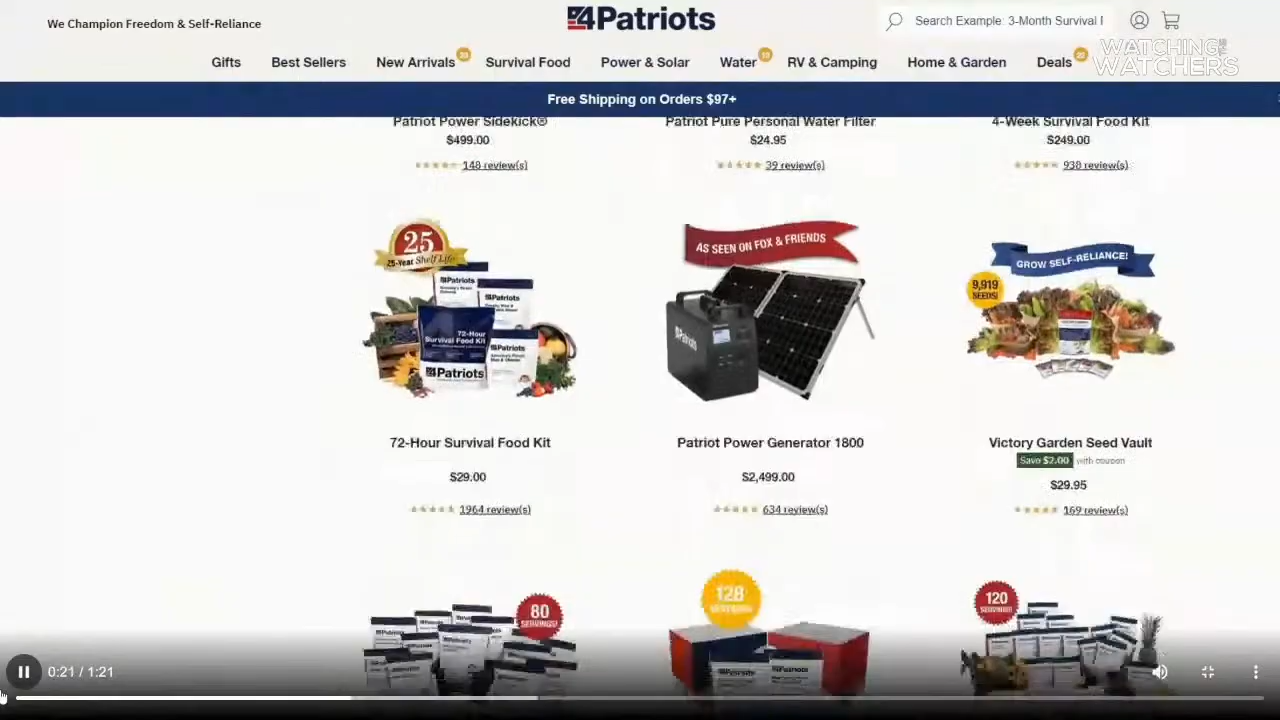 We Champion Freedom & Self-Reliance
4Patriots
Search Example: 3-Month Survival
WATCHING THE WATCHERS
Gifts Best Sellers New Arrivals Survival Food Power & Solar Water RV & Camping Home & Garden Deals
Free Shipping on Orders $97+
Patriot Power Sidekick® Patriot Pure Personal Water Filter 4-Week Survival Food Kit
$499.00 $24.95 $249.00
148 review(s) 39 review(s) 938 review(s)
25
25-Year Shelf Life
4Patriots
4Patriots
72-Hour
Survival Food Kit
4Patriots
4Patriots
AS SEEN ON FOX & FRIENDS
4Patriots
GROW SELF-RELIANCE!
9,919
SEEDS!
72-Hour Survival Food Kit Patriot Power Generator 1800 Victory Garden Seed Vault
Save $2.00 with coupon
$29.00 $2,499.00 $29.95
1964 review(s) 634 review(s) 169 review(s)
80
SERVINGS!
128
SERVINGS
4Patriots
120
SERVINGS!
0:21 / 1:21